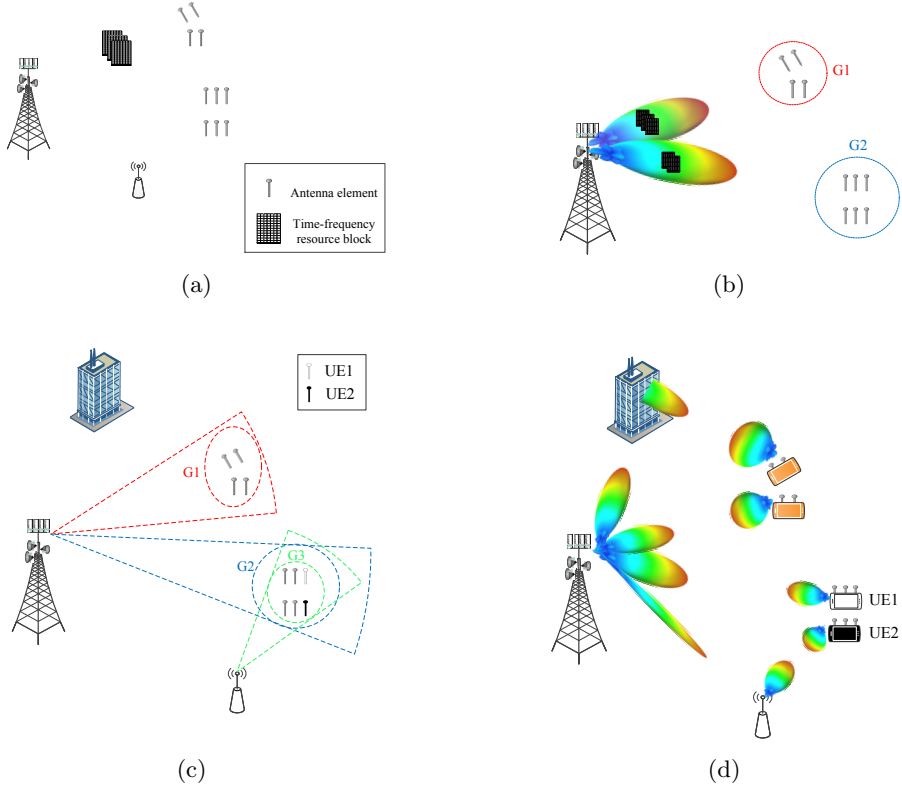 Antenna element
Time-frequency
resource block
(a)
G1
G2
(b)
UE1
UE2
G1
G3
G2
(c)
UE1
UE2
(d)